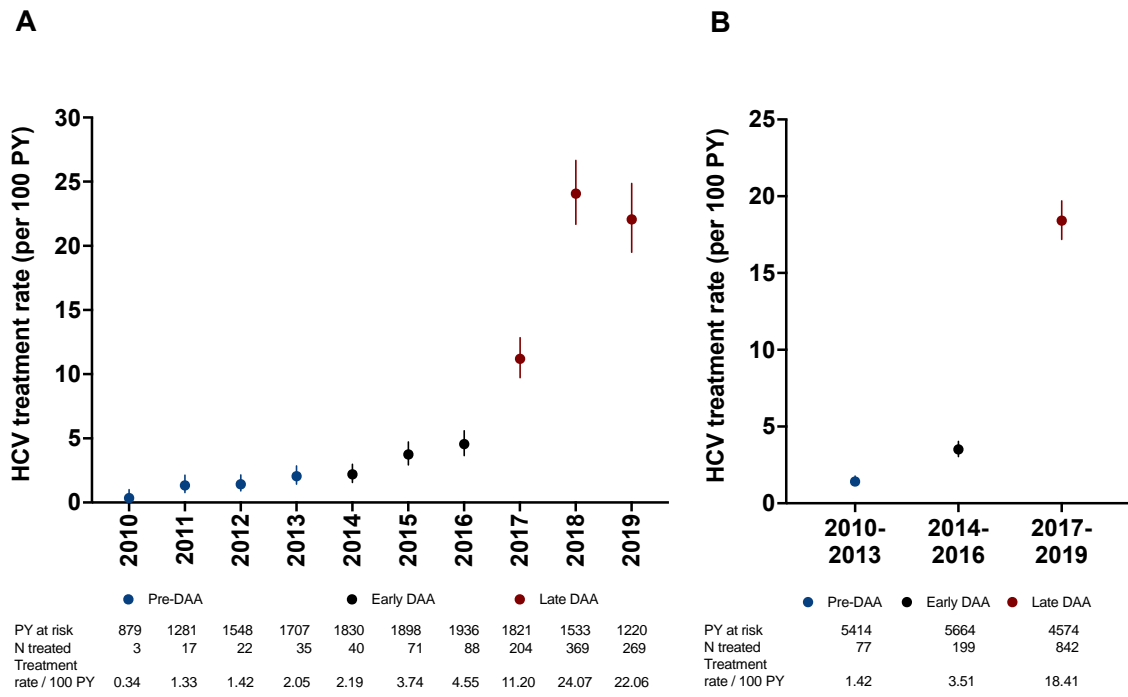 A
HCV treatment rate (per 100 PY)
30
25
20
15
10
5
0
2010 2011 2012 2013 2014 2015 2016 2017 2018 2019
Pre-DAA Early DAA Late DAA
PY at risk 879 1281 1548 1707 1830 1898 1936 1821 1533 1220
N treated 3 17 22 35 40 71 88 204 369 269
Treatment
rate / 100 PY 0.34 1.33 1.42 2.05 2.19 3.74 4.55 11.20 24.07 22.06
B
HCV treatment rate (per 100 PY)
25
20
15
10
5
0
2010- 2014- 2017-
2013 2016 2019
Pre-DAA Early DAA Late DAA
PY at risk 5414 5664 4574
N treated 77 199 842
Treatment
rate / 100 PY 1.42 3.51 18.41